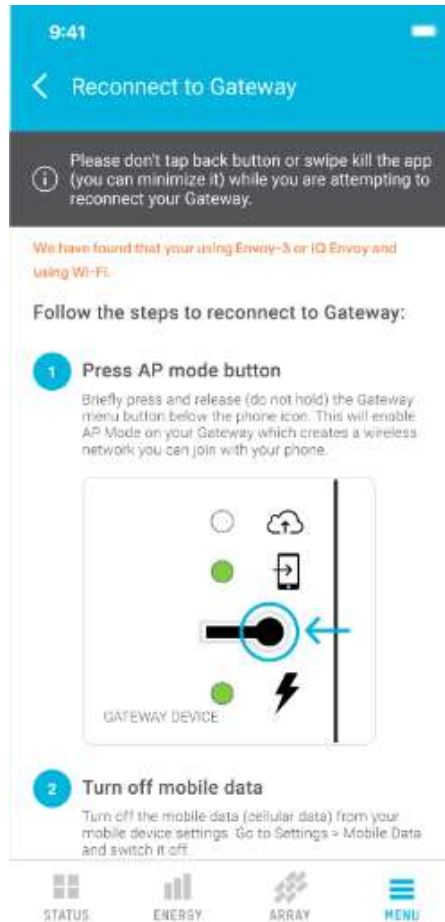 9:41
Reconnect to Gateway
Please don't tap back button or swipe kill the app
(you can minimize it) while you are attempting to
reconnect your Gateway.
We have found that your using Envoy-S or IQ Envoy and
using Wi-Fi.
Follow the steps to reconnect to Gateway:
1 Press AP mode button
Briefly press and release (do not hold) the Gateway
menu button below the phone icon. This will enable
AP Mode on your Gateway which creates a wireless
network you can join with your phone.
GATEWAY DEVICE
2 Turn off mobile data
Turn off the mobile data (cellular data) from your
mobile device settings. Go to Settings > Mobile Data
and switch it off.
STATUS ENERGY ARRAY MENU